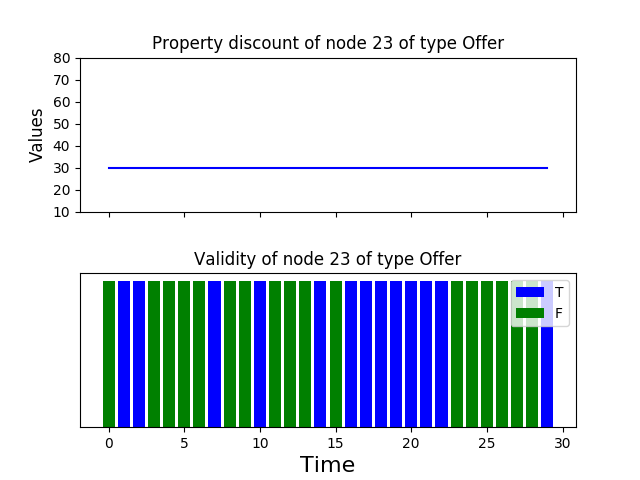 Property discount of node 23 of type Offer
80
70
60
50
40
30
20
10
Values
Validity of node 23 of type Offer
T
F
0 5 10 15 20 25 30
Time